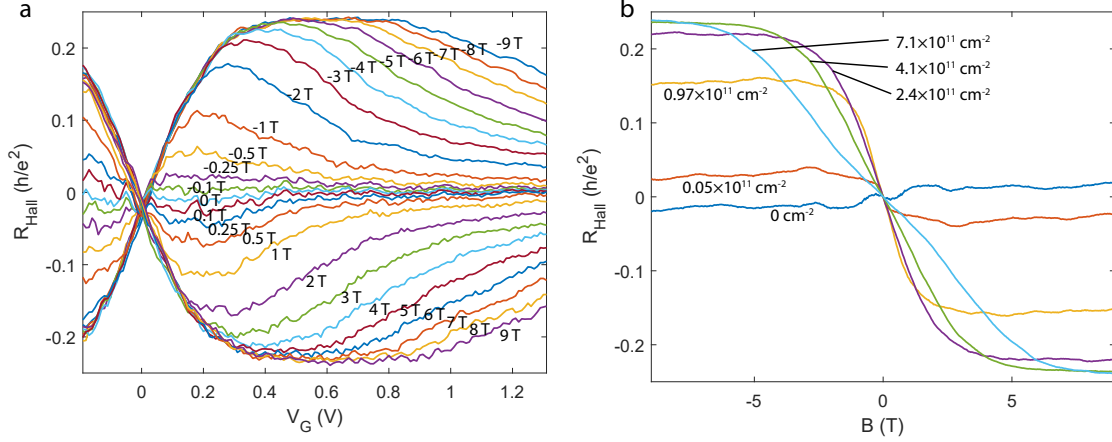 a
R_Hall (h/e²)
0.2
0.1
0
-0.1
-0.2
0
0.2
0.4
0.6
0.8
1
1.2
V_G (V)
-9 T
-8 T
-7 T
-6 T
-5 T
-4 T
-3 T
-2 T
-1 T
-0.5 T
-0.25 T
-0.1 T
0 T
0.1 T
0.25 T
0.5 T
1 T
2 T
3 T
4 T
5 T
6 T
7 T
8 T
9 T
b
R_Hall (h/e²)
0.2
0.1
0
-0.1
-0.2
-5
0
5
B (T)
7.1×10¹¹ cm⁻²
4.1×10¹¹ cm⁻²
2.4×10¹¹ cm⁻²
0.97×10¹¹ cm⁻²
0.05×10¹¹ cm⁻²
0 cm⁻²